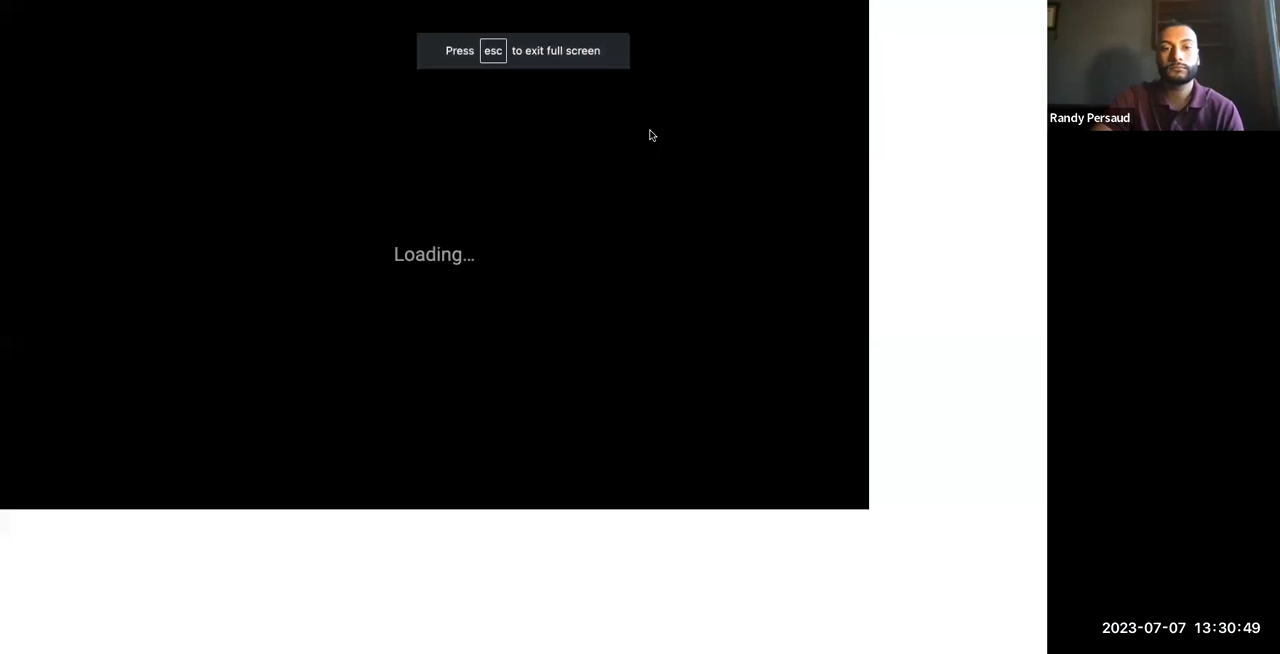 Press esc to exit full screen
Loading...
Randy Persaud
2023-07-07 13:30:49